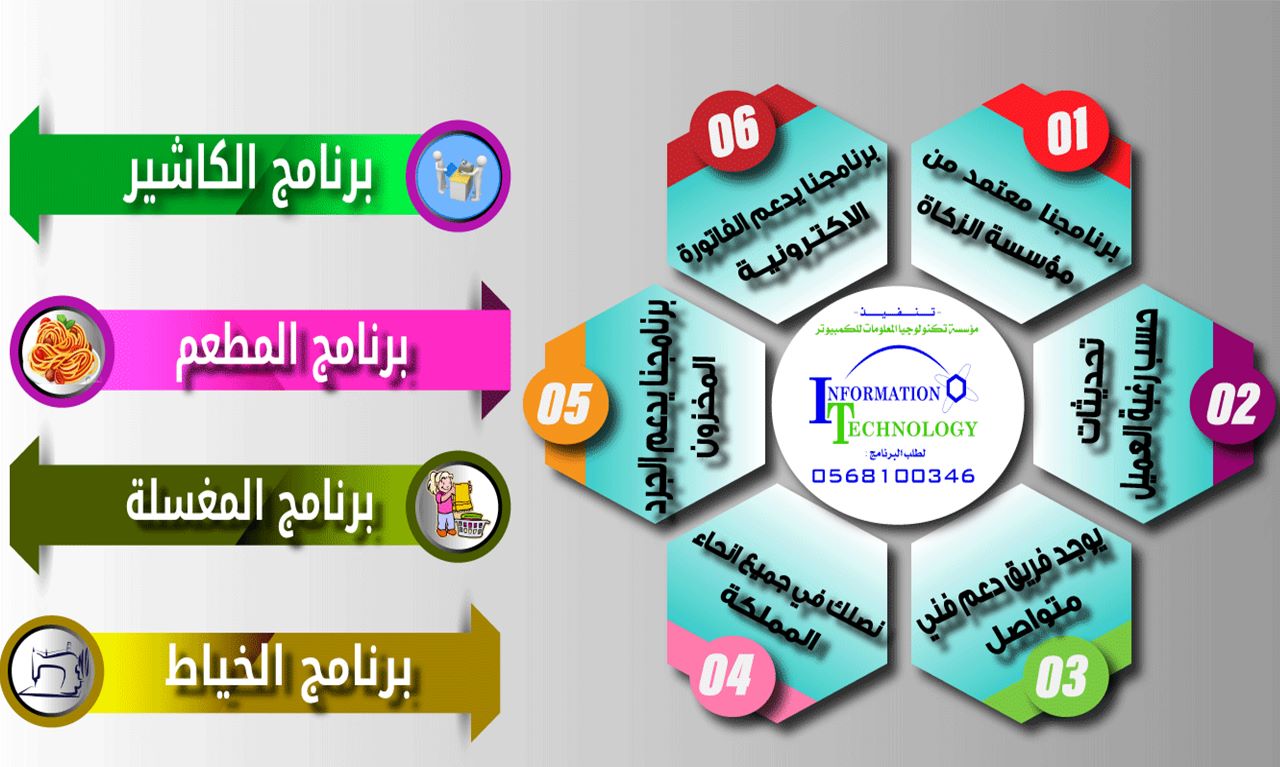 01
برنامجنا معتمد من
مؤسسة الزكاة
02
حسب رغبة العميل
تحديثات
03
يوجد فريق دعم فني
متواصل
04
نصلك في جميع انحاء
المملكة
05
برنامجنا يدعم الجرد
المخزون
06
برنامجنا يدعم الفاتورة
الاكترونية
- تنفيذ -
مؤسسة تكنولوجيا المعلومات للكمبيوتر
INFORMATION
TECHNOLOGY
لطلب البرنامج :
0568100346
برنامج الكاشير
برنامج المطعم
برنامج المغسلة
برنامج الخياط